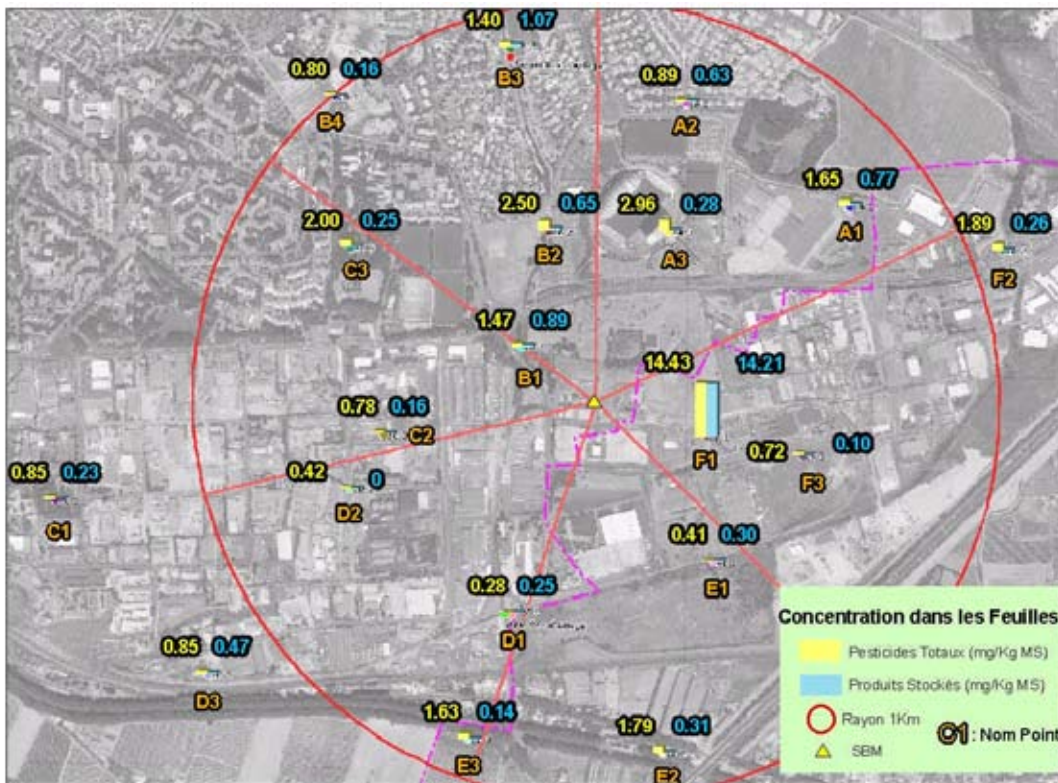 1.40 1.07
B3
0.80 0.16
B4
0.89 0.63
A2
1.65 0.77
A1
2.00 0.25
C3
2.50 0.65
B2
2.96 0.28
A3
1.89 0.26
F2
1.47 0.89
B1
14.43 14.21
F1
0.78 0.16
C2
0.72 0.10
F3
0.85 0.23
C1
0.42 0
D2
0.41 0.30
E1
0.28 0.25
D1
0.85 0.47
D3
1.63 0.14
E3
1.79 0.31
E2
Concentration dans les Feuilles
Pesticides Totaux (mg/Kg MS)
Produits Stockés (mg/Kg MS)
Rayon 1Km
SBM
C1 : Nom Point